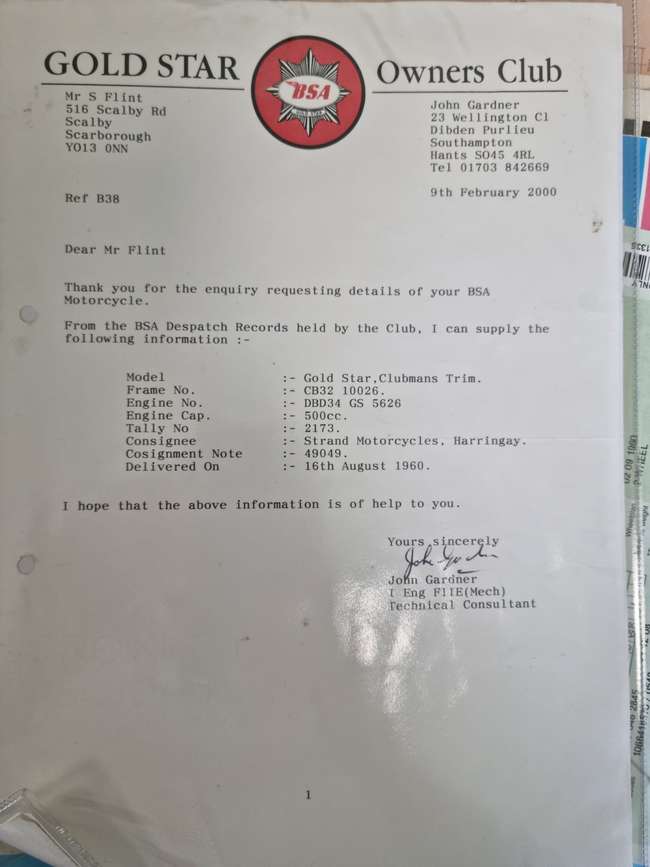 GOLD STAR
BSA
GOLD STAR
Owners Club
Mr S Flint
516 Scalby Rd
Scalby
Scarborough
YO13 0NN
John Gardner
23 Wellington Cl
Dibden Purlieu
Southampton
Hants SO45 4RL
Tel 01703 842669
Ref B38
9th February 2000
Dear Mr Flint
Thank you for the enquiry requesting details of your BSA
Motorcycle.
From the BSA Despatch Records held by the Club, I can supply the
following information :-
Model :- Gold Star,Clubmans Trim.
Frame No. :- CB32 10026.
Engine No. :- DBD34 GS 5626
Engine Cap. :- 500cc.
Tally No :- 2173.
Consignee :- Strand Motorcycles, Harringay.
Cosignment Note :- 49049.
Delivered On :- 16th August 1960.
I hope that the above information is of help to you.
Yours sincerely
John Gardner
I Eng FIIE(Mech)
Technical Consultant
1
02 09 1991